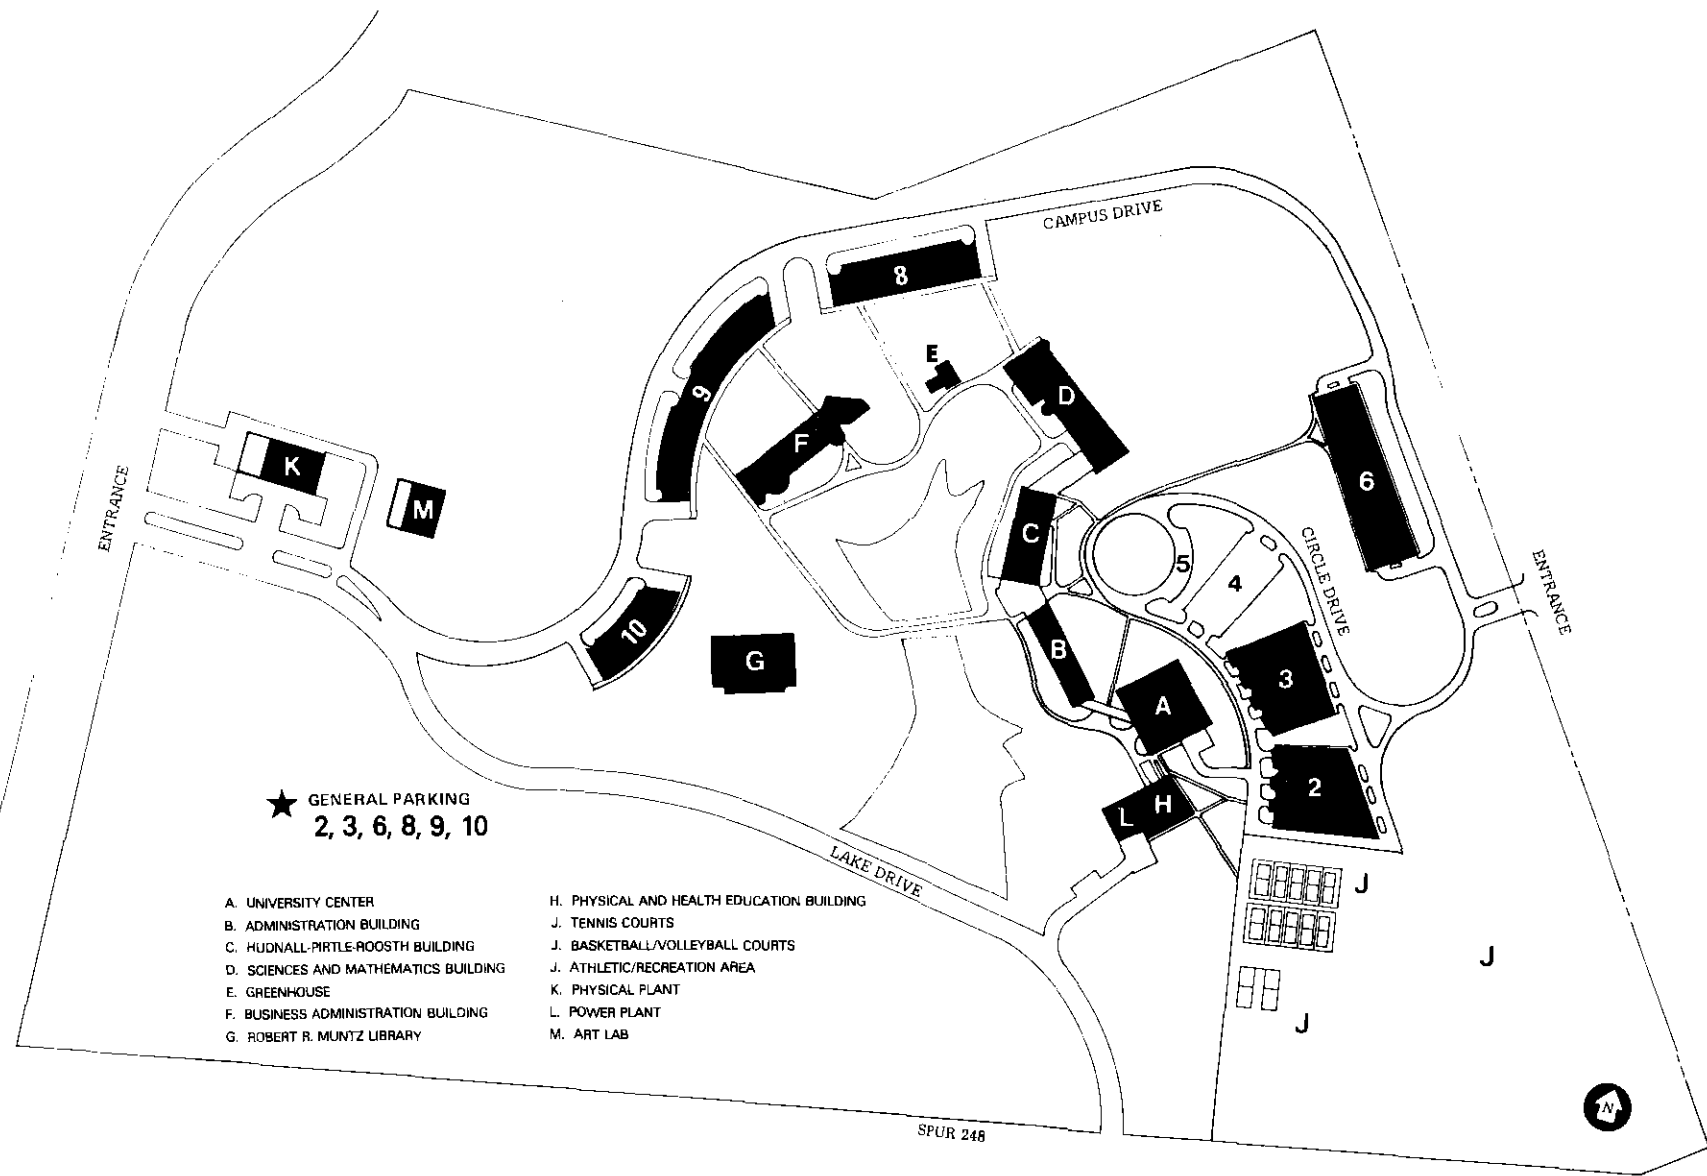 CAMPUS DRIVE
8
E
D
9
F
K
M
6
ENTRANCE
C
5
4
CIRCLE DRIVE
ENTRANCE
10
G
B
A
3
2
L
H
★ GENERAL PARKING
2, 3, 6, 8, 9, 10
LAKE DRIVE
J
J
J
A. UNIVERSITY CENTER
B. ADMINISTRATION BUILDING
C. HUDNALL-PIRTLE-ROOSTH BUILDING
D. SCIENCES AND MATHEMATICS BUILDING
E. GREENHOUSE
F. BUSINESS ADMINISTRATION BUILDING
G. ROBERT R. MUNTZ LIBRARY
H. PHYSICAL AND HEALTH EDUCATION BUILDING
J. TENNIS COURTS
J. BASKETBALL/VOLLEYBALL COURTS
J. ATHLETIC/RECREATION AREA
K. PHYSICAL PLANT
L. POWER PLANT
M. ART LAB
SPUR 248
N